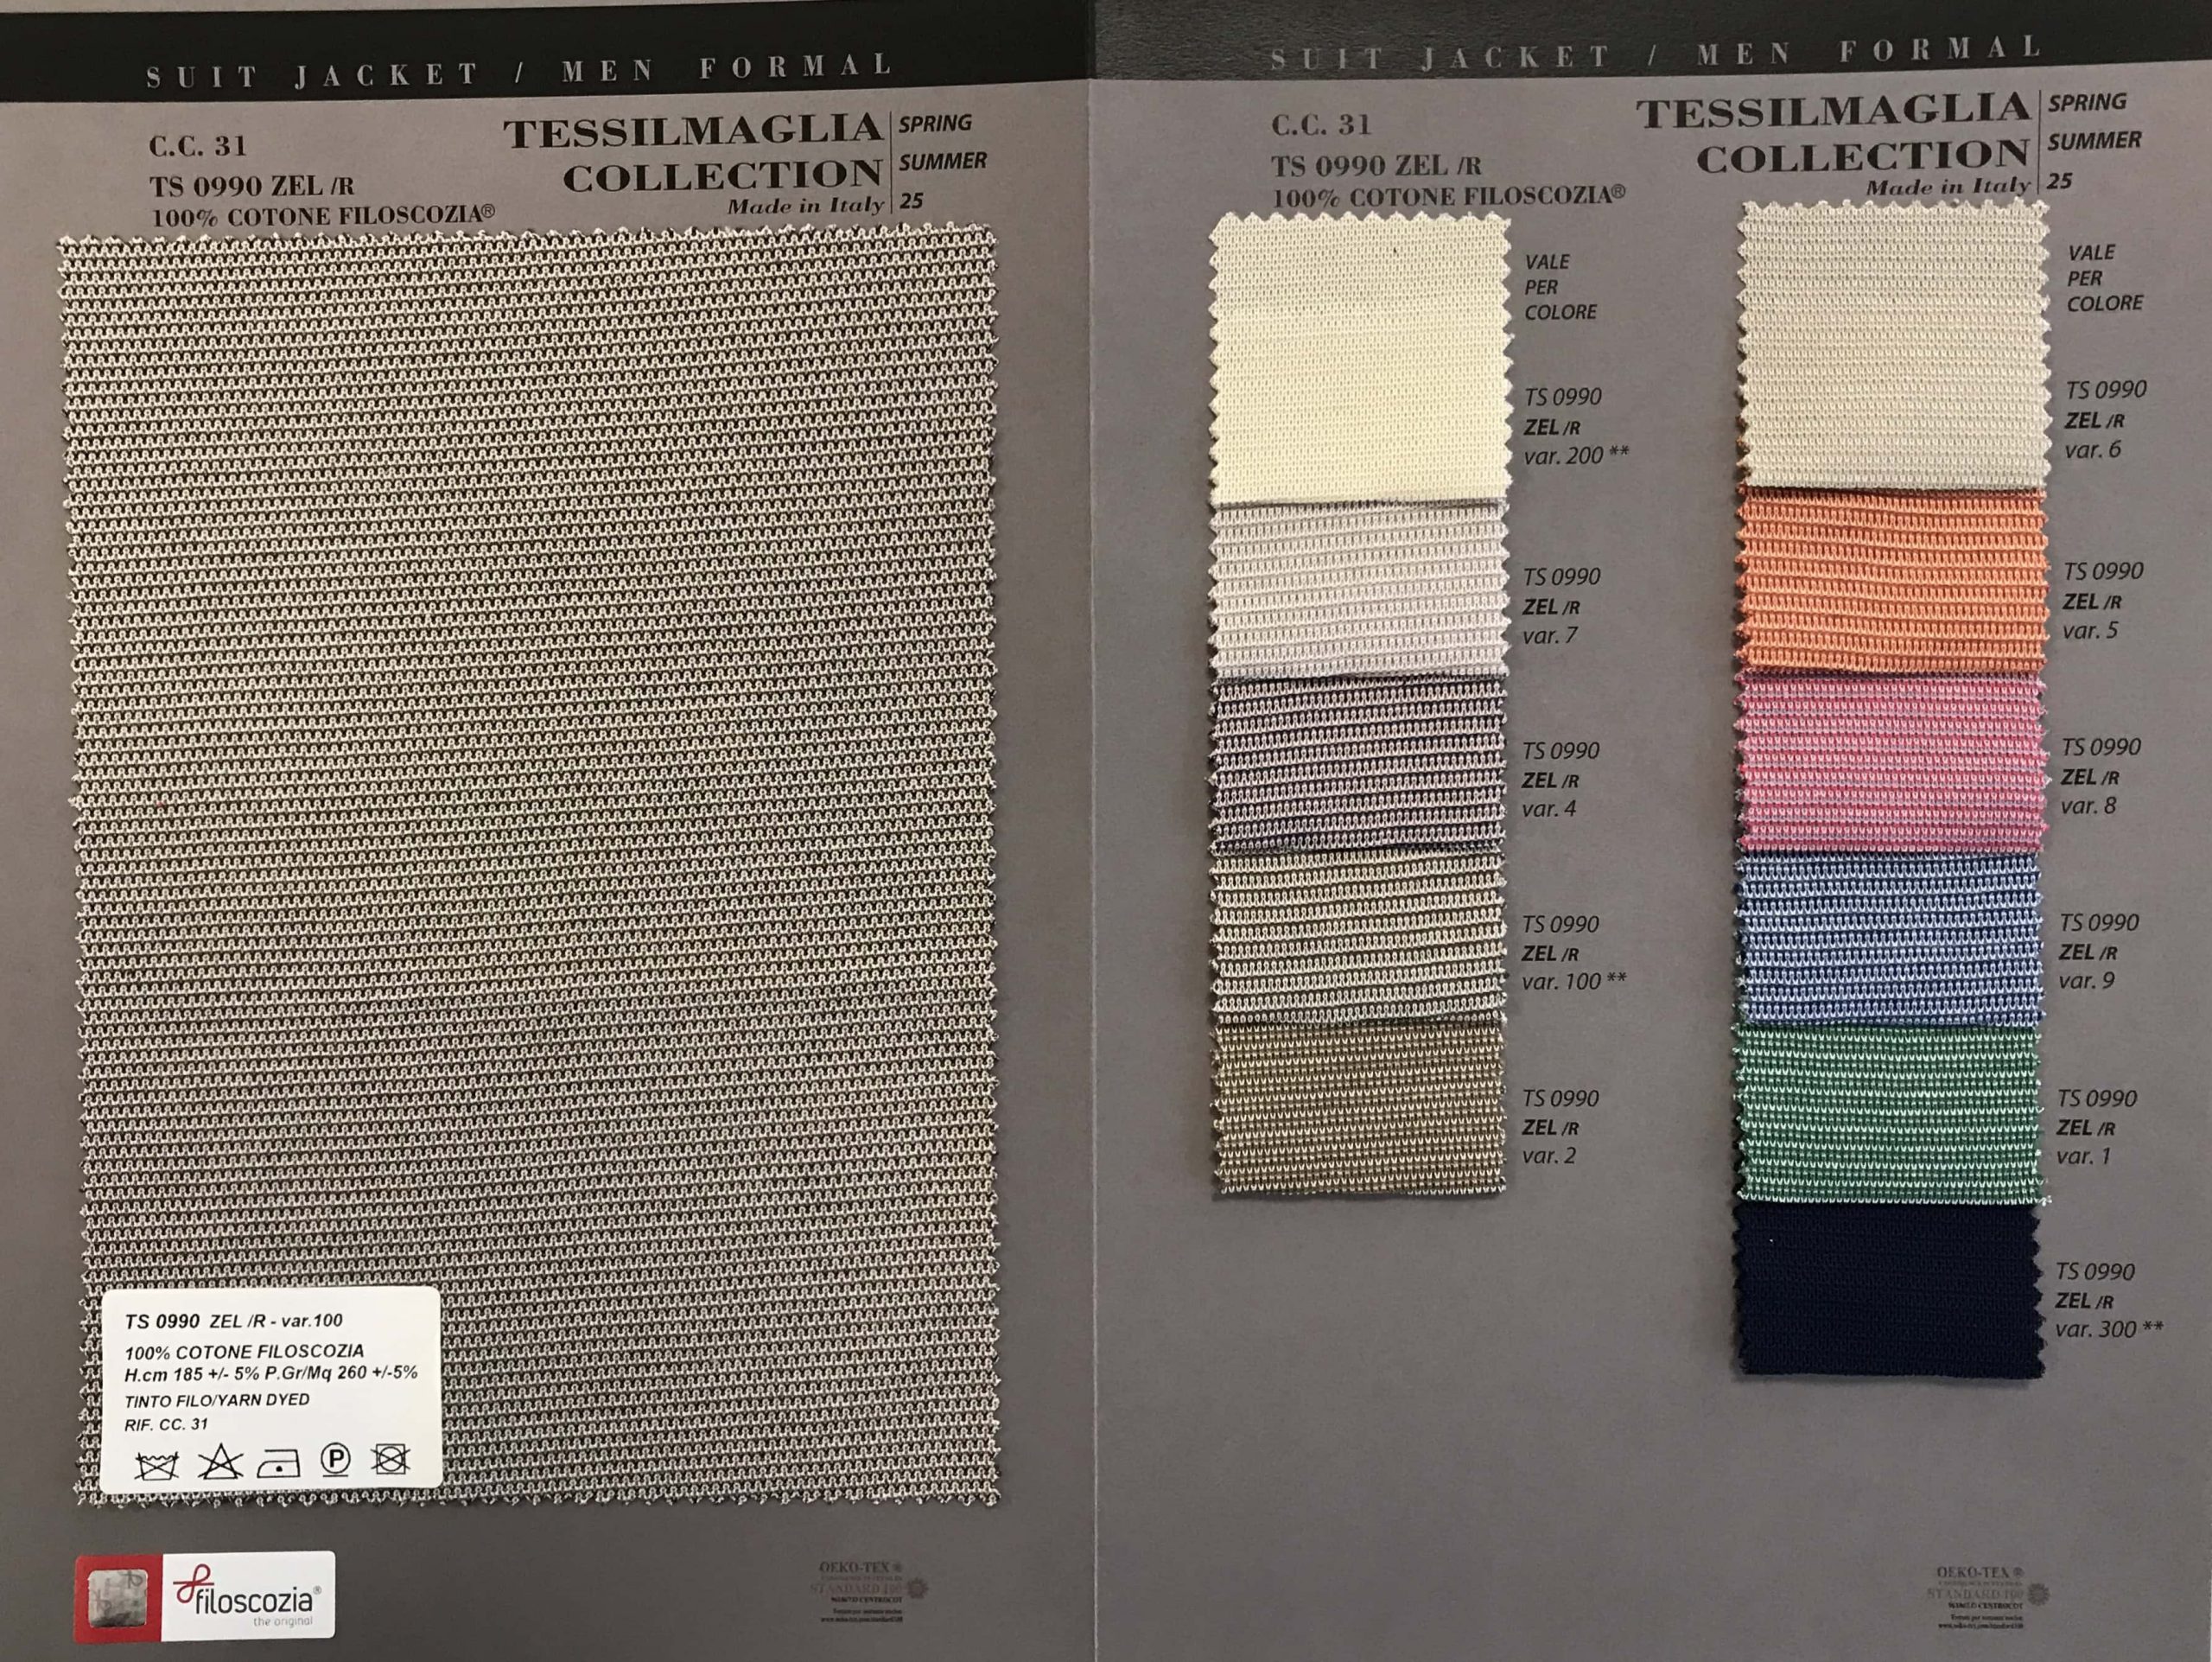 SUIT JACKET / MEN FORMAL
C.C. 31
TS 0990 ZEL /R
100% COTONE FILOSCOZIA®
TESSILMAGLIA
COLLECTION
Made in Italy
SPRING
SUMMER
25
TS 0990 ZEL /R - var.100
100% COTONE FILOSCOZIA
H.cm 185 +/- 5% P.Gr/Mq 260 +/-5%
TINTO FILO/YARN DYED
RIF. CC. 31
P
filoscozia®
the original
OEKO-TEX®
STANDARD 100
SUIT JACKET / MEN FORMAL
C.C. 31
TS 0990 ZEL /R
100% COTONE FILOSCOZIA®
TESSILMAGLIA
COLLECTION
Made in Italy
SPRING
SUMMER
25
VALE
PER
COLORE
TS 0990
ZEL /R
var. 200 **
TS 0990
ZEL /R
var. 7
TS 0990
ZEL /R
var. 4
TS 0990
ZEL /R
var. 100 **
TS 0990
ZEL /R
var. 2
VALE
PER
COLORE
TS 0990
ZEL /R
var. 6
TS 0990
ZEL /R
var. 5
TS 0990
ZEL /R
var. 8
TS 0990
ZEL /R
var. 9
TS 0990
ZEL /R
var. 1
TS 0990
ZEL /R
var. 300 **
OEKO-TEX®
STANDARD 100